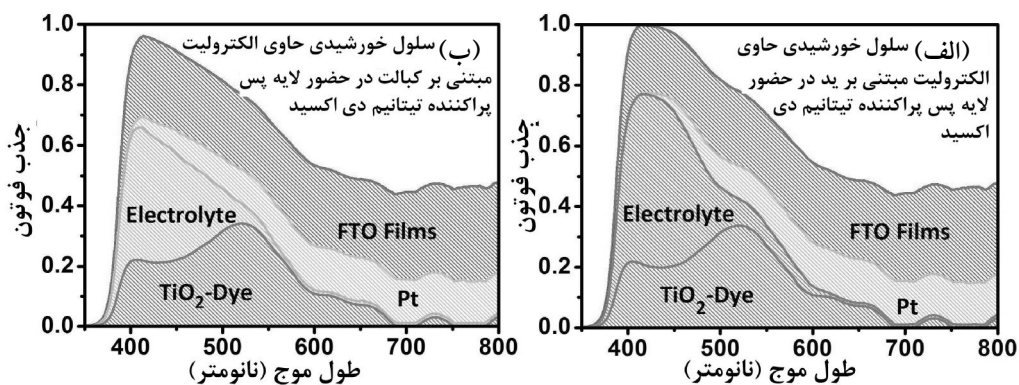 (الف) سلول خورشیدی حاوی
الکترولیت مبتنی بر ید در حضور
لایه پس پراکننده تیتانیم دی
اکسید
جذب فوتون
1.0
0.8
0.6
0.4
0.2
0.0
Electrolyte
FTO Films
TiO₂-Dye
Pt
400 500 600 700 800
طول موج (نانومتر)
(ب) سلول خورشیدی حاوی الکترولیت
مبتنی بر کبالت در حضور لایه پس
پراکننده تیتانیم دی اکسید
جذب فوتون
1.0
0.8
0.6
0.4
0.2
0.0
Electrolyte
FTO Films
TiO₂-Dye
Pt
400 500 600 700 800
طول موج (نانومتر)